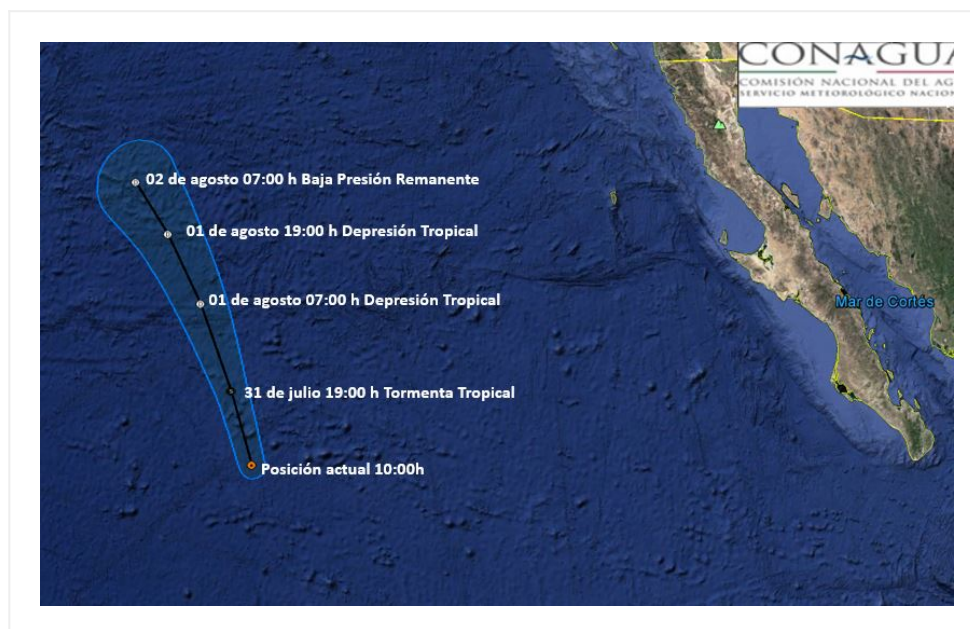 CONAGUA
COMISIÓN NACIONAL DEL AG
SERVICIO METEOROLÓGICO NACION
02 de agosto 07:00 h Baja Presión Remanente
01 de agosto 19:00 h Depresión Tropical
01 de agosto 07:00 h Depresión Tropical
Mar de Cortés
31 de julio 19:00 h Tormenta Tropical
Posición actual 10:00h